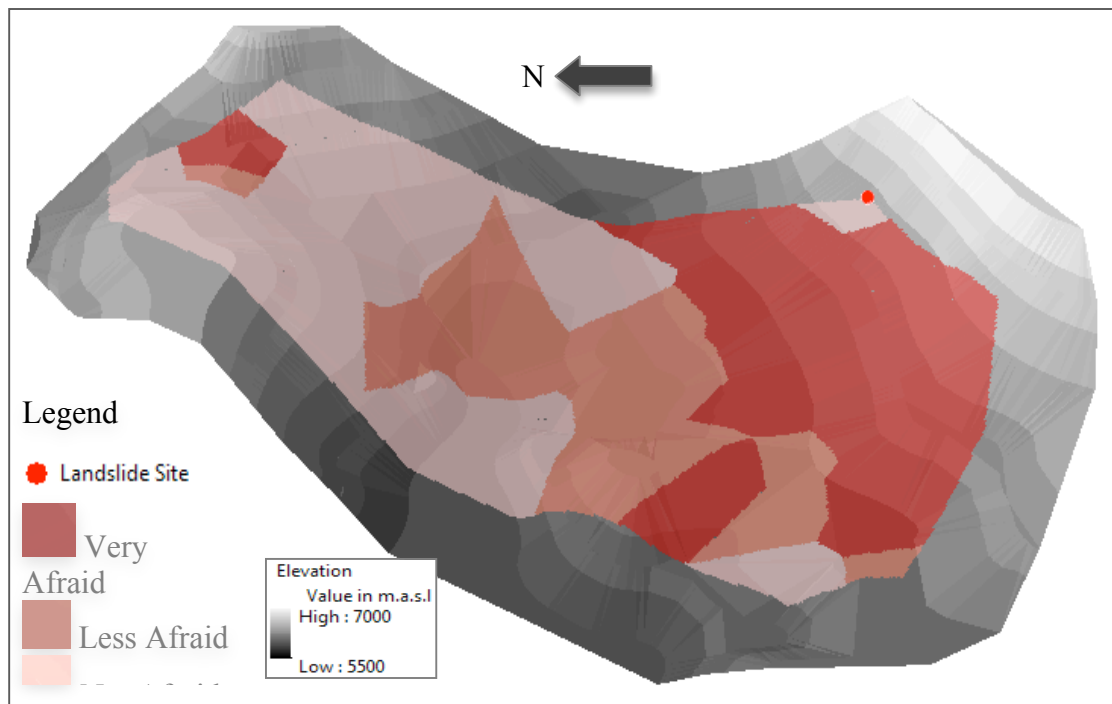 N
Legend
Landslide Site
Very
Afraid
Less Afraid
Elevation
Value in m.a.s.l
High : 7000
Low : 5500